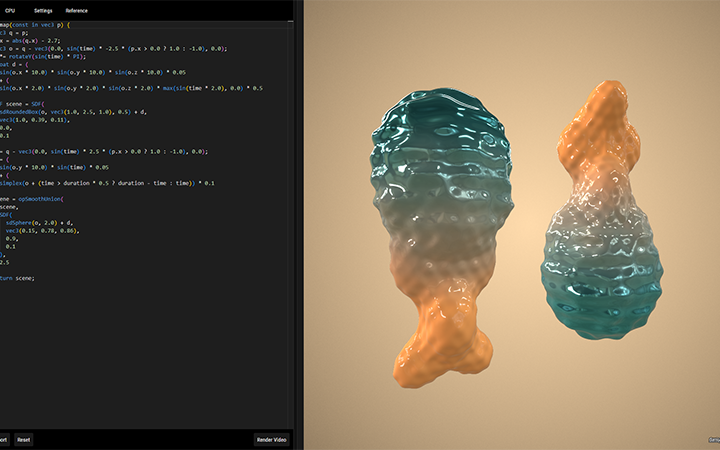 CPU Settings Reference
map(const in vec3 p) {
c3 q = p;
x = abs(q.x) - 2.7;
c3 o = q - vec3(0.0, sin(time) * -2.5 * (p.x > 0.0 ? 1.0 : -1.0), 0.0);
*= rotateY(sin(time) * PI);
oat d = (
sin(o.x * 10.0) * sin(o.y * 10.0) * sin(o.z * 10.0) * 0.05
+ (
sin(o.x * 2.0) * sin(o.y * 2.0) * sin(o.z * 2.0) * max(sin(time * 2.0), 0.0) * 0.5
F scene = SDF(
sdRoundedBox(o, vec3(1.0, 2.5, 1.0), 0.5) + d,
vec3(1.0, 0.39, 0.11),
0.0,
0.1
= q - vec3(0.0, sin(time) * 2.5 * (p.x > 0.0 ? 1.0 : -1.0), 0.0);
= (
sin(o.y * 10.0) * sin(time) * 0.05
+ (
simplex(o + (time > duration * 0.5 ? duration - time : time)) * 0.1
ene = opSmoothUnion(
scene,
SDF(
sdSphere(o, 2.0) + d,
vec3(0.15, 0.78, 0.86),
0.9,
0.1
),
2.5
turn scene;
ort Reset Render Video